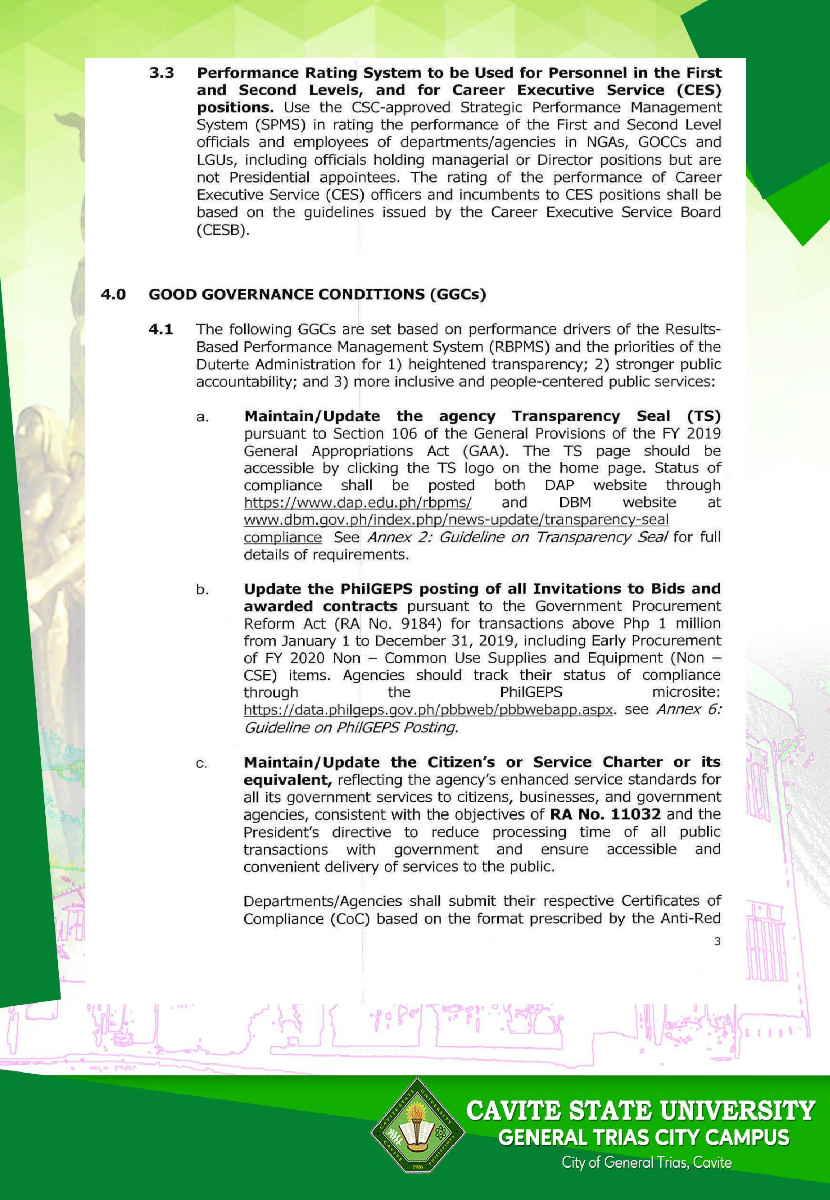 3.3 Performance Rating System to be Used for Personnel in the First
and Second Levels, and for Career Executive Service (CES)
positions. Use the CSC-approved Strategic Performance Management
System (SPMS) in rating the performance of the First and Second Level
officials and employees of departments/agencies in NGAs, GOCCs and
LGUs, including officials holding managerial or Director positions but are
not Presidential appointees. The rating of the performance of Career
Executive Service (CES) officers and incumbents to CES positions shall be
based on the guidelines issued by the Career Executive Service Board
(CESB).
4.0 GOOD GOVERNANCE CONDITIONS (GGCs)
4.1 The following GGCs are set based on performance drivers of the Results-
Based Performance Management System (RBPMS) and the priorities of the
Duterte Administration for 1) heightened transparency; 2) stronger public
accountability; and 3) more inclusive and people-centered public services:
a. Maintain/Update the agency Transparency Seal (TS)
pursuant to Section 106 of the General Provisions of the FY 2019
General Appropriations Act (GAA). The TS page should be
accessible by clicking the TS logo on the home page. Status of
compliance shall be posted both DAP website through
https://www.dap.edu.ph/rbpms/ and DBM website at
www.dbm.gov.ph/index.php/news-update/transparency-seal
compliance See Annex 2: Guideline on Transparency Seal for full
details of requirements.
b. Update the PhilGEPS posting of all Invitations to Bids and
awarded contracts pursuant to the Government Procurement
Reform Act (RA No. 9184) for transactions above Php 1 million
from January 1 to December 31, 2019, including Early Procurement
of FY 2020 Non – Common Use Supplies and Equipment (Non –
CSE) items. Agencies should track their status of compliance
through the PhilGEPS microsite:
https://data.philgeps.gov.ph/pbbweb/pbbwebapp.aspx. see Annex 6:
Guideline on PhilGEPS Posting.
c. Maintain/Update the Citizen's or Service Charter or its
equivalent, reflecting the agency's enhanced service standards for
all its government services to citizens, businesses, and government
agencies, consistent with the objectives of RA No. 11032 and the
President's directive to reduce processing time of all public
transactions with government and ensure accessible and
convenient delivery of services to the public.
Departments/Agencies shall submit their respective Certificates of
Compliance (CoC) based on the format prescribed by the Anti-Red
3
CAVITE STATE UNIVERSITY
GENERAL TRIAS CITY CAMPUS
City of General Trias, Cavite
1906